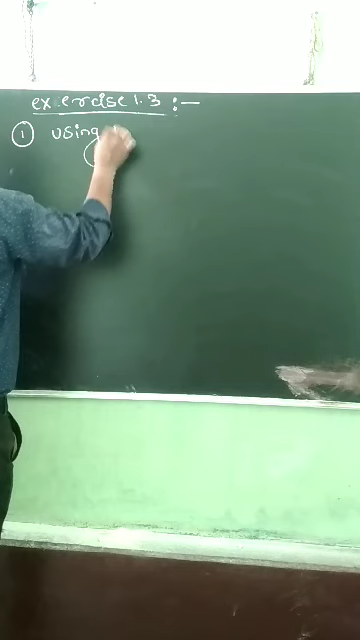 exercise 1.3 :-
① using